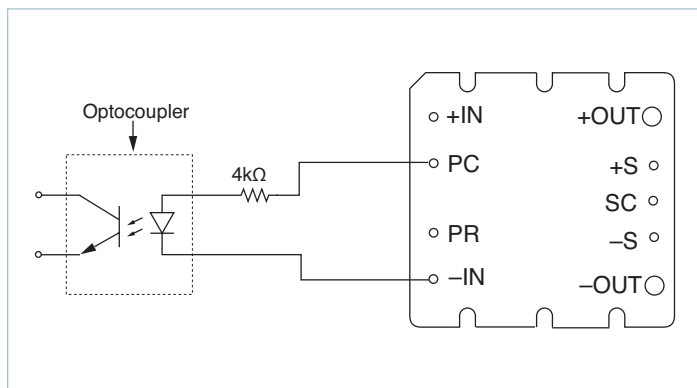 Optocoupler
4kΩ
+IN
PC
PR
–IN
+OUT
+S
SC
–S
–OUT